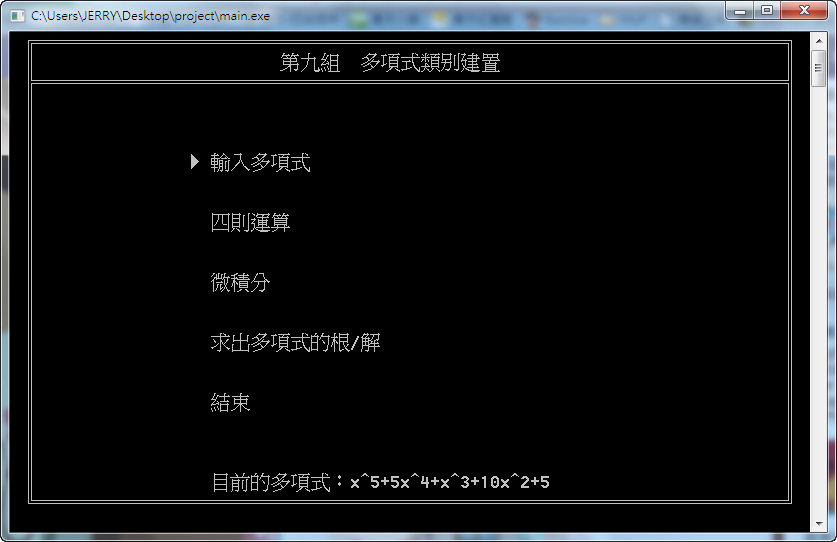 C:\Users\JERRY\Desktop\project\main.exe
第九組　多項式類別建置
輸入多項式
四則運算
微積分
求出多項式的根/解
結束
目前的多項式：x^5+5x^4+x^3+10x^2+5